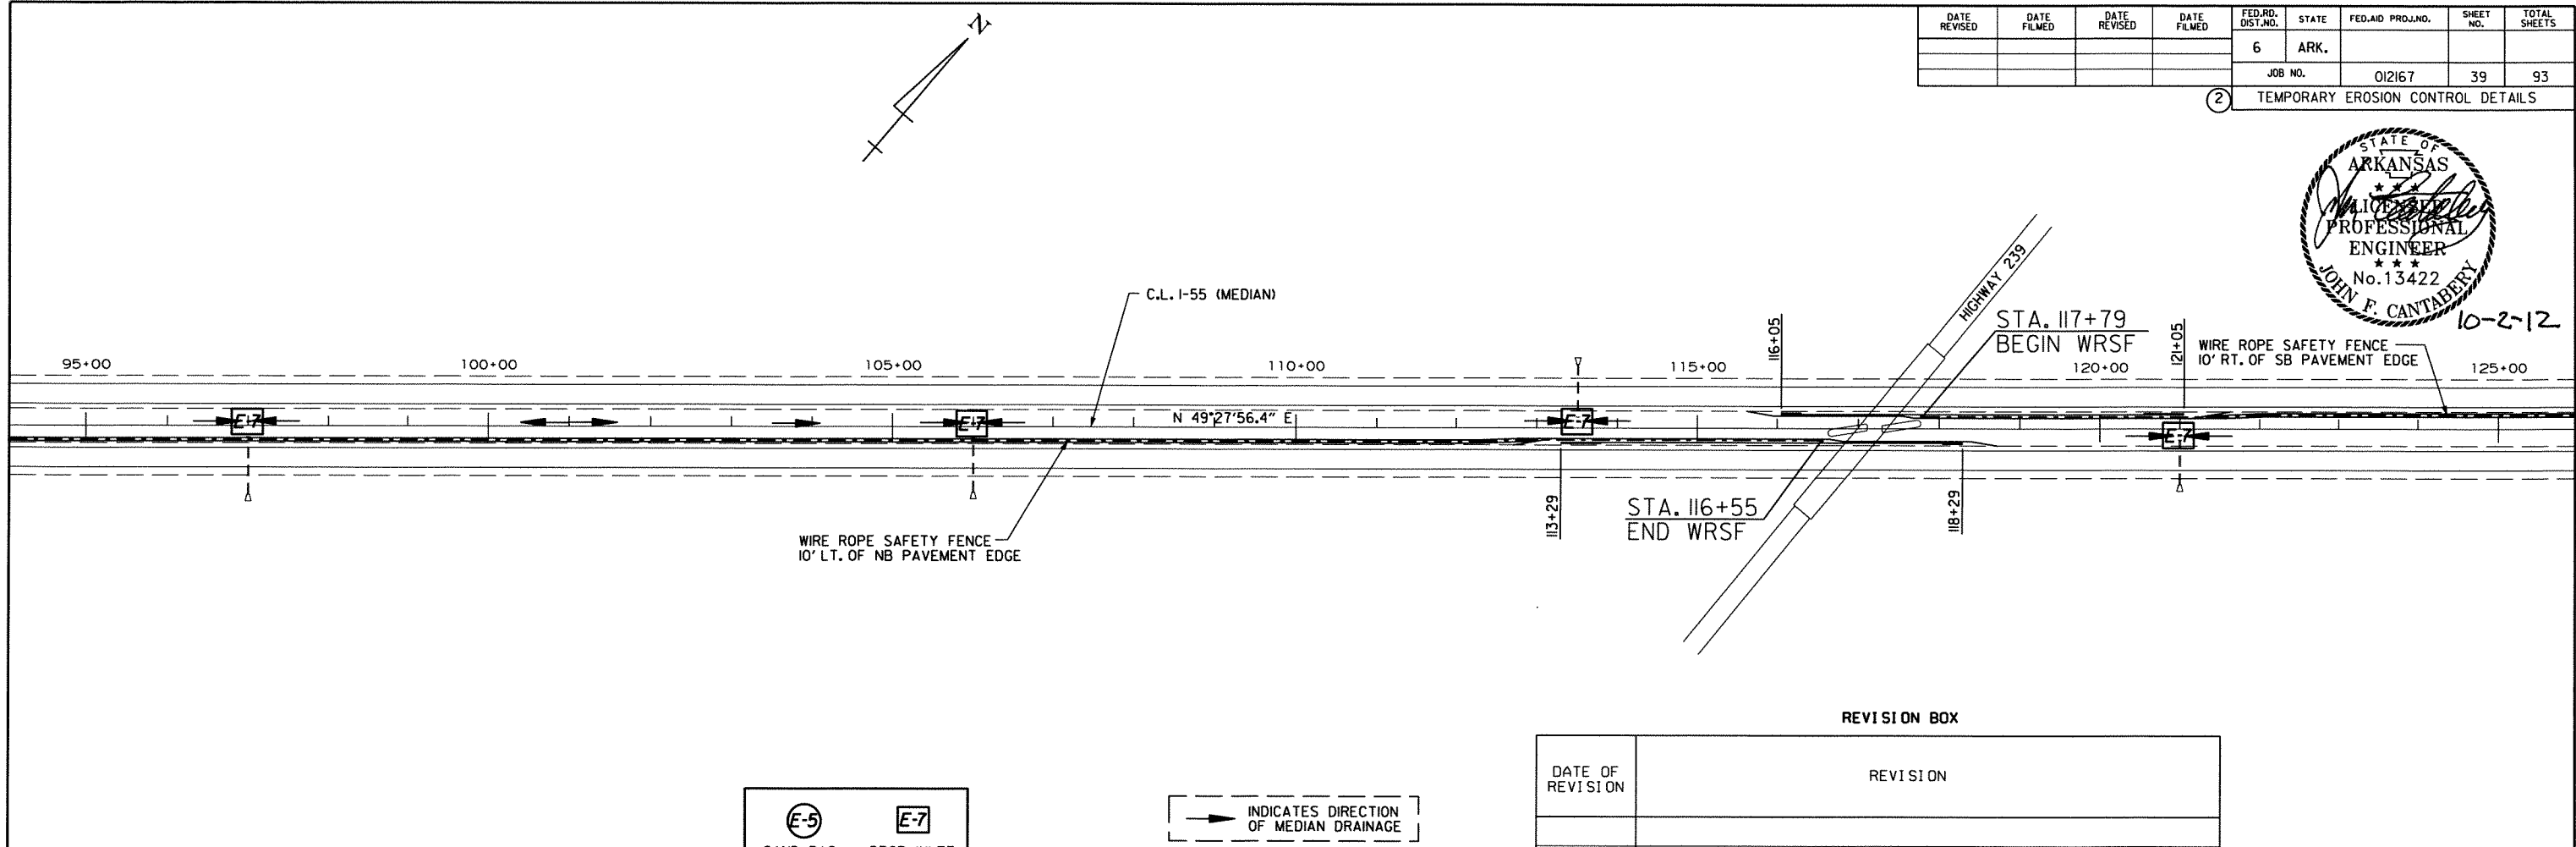 N
DATE REVISED DATE FILMED DATE REVISED DATE FILMED FED.RD. DIST.NO. STATE FED.AID PROJ.NO. SHEET NO. TOTAL SHEETS
6 ARK.
JOB NO. 012167 39 93
2 TEMPORARY EROSION CONTROL DETAILS
STATE OF
ARKANSAS
★ ★ ★
LICENSED
PROFESSIONAL
ENGINEER
★ ★ ★
No.13422
JOHN F. CANTABERY
10-2-12
C.L. I-55 (MEDIAN)
HIGHWAY 239
STA. 117+79
BEGIN WRSF
116+05
121+05
WIRE ROPE SAFETY FENCE
10' RT. OF SB PAVEMENT EDGE
95+00 100+00 105+00 110+00 115+00 120+00 125+00
E-7 E-7 N 49°27'56.4" E E-7 E-7
STA. 116+55
END WRSF
113+29
118+29
WIRE ROPE SAFETY FENCE
10' LT. OF NB PAVEMENT EDGE
REVISION BOX
DATE OF
REVISION
REVISION
E-5 E-7
INDICATES DIRECTION
OF MEDIAN DRAINAGE